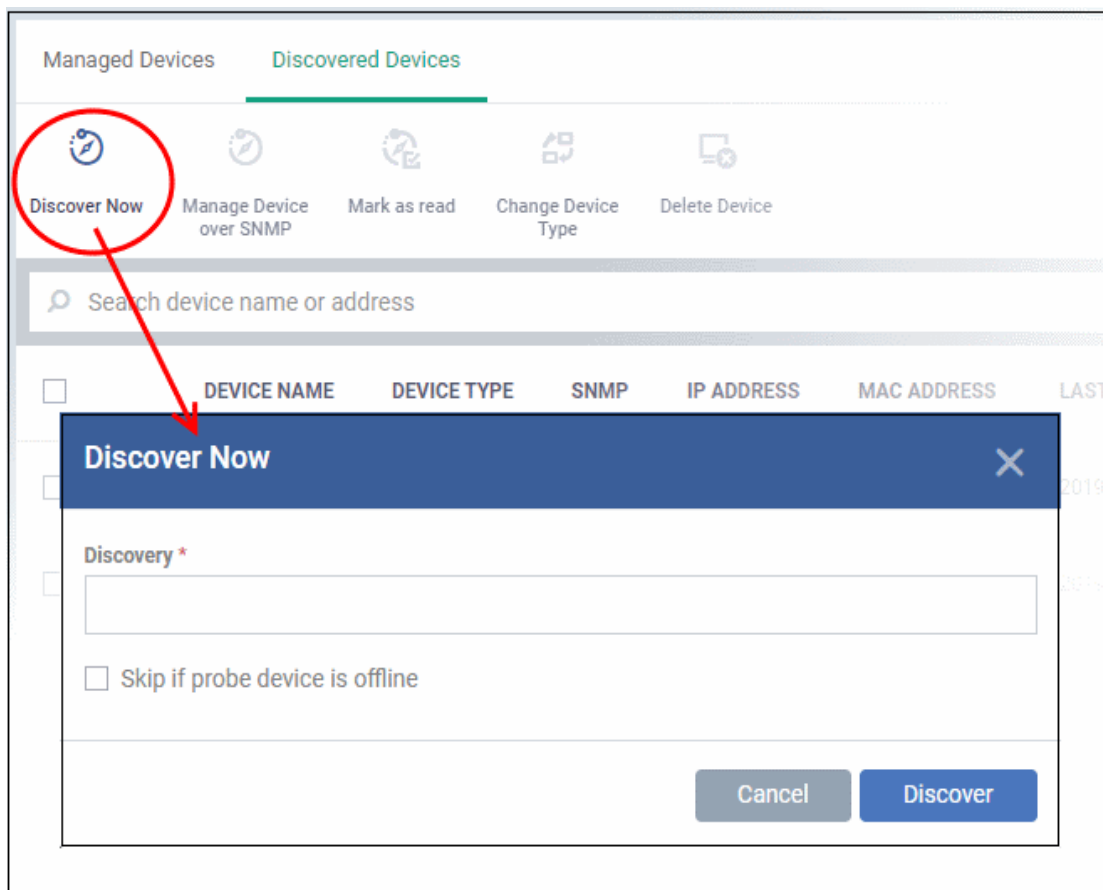 Managed Devices Discovered Devices
Discover Now Manage Device over SNMP Mark as read Change Device Type Delete Device
Search device name or address
DEVICE NAME DEVICE TYPE SNMP IP ADDRESS MAC ADDRESS LAST
Discover Now
2019
Discovery *
Skip if probe device is offline
Cancel Discover